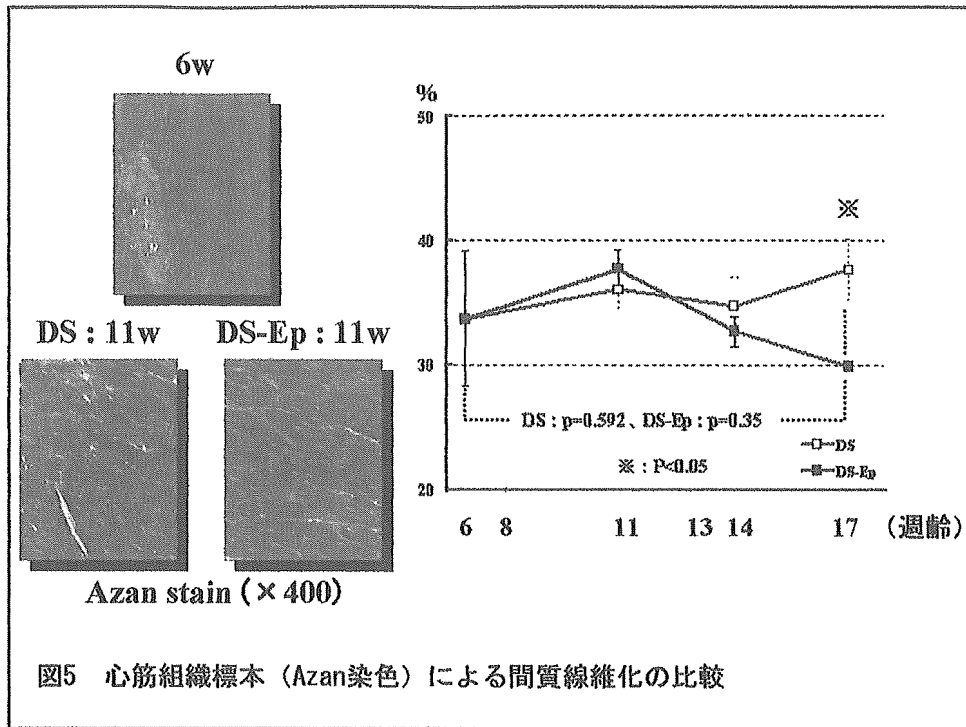 6w
DS : 11w
DS-Ep : 11w
Azan stain (×400)
%
50
40
30
20
※
DS : p=0.592、DS-Ep : p=0.35
※ : P<0.05
DS
DS-Ep
6 8 11 13 14 17 (週齢)
図5 心筋組織標本（Azan染色）による間質線維化の比較